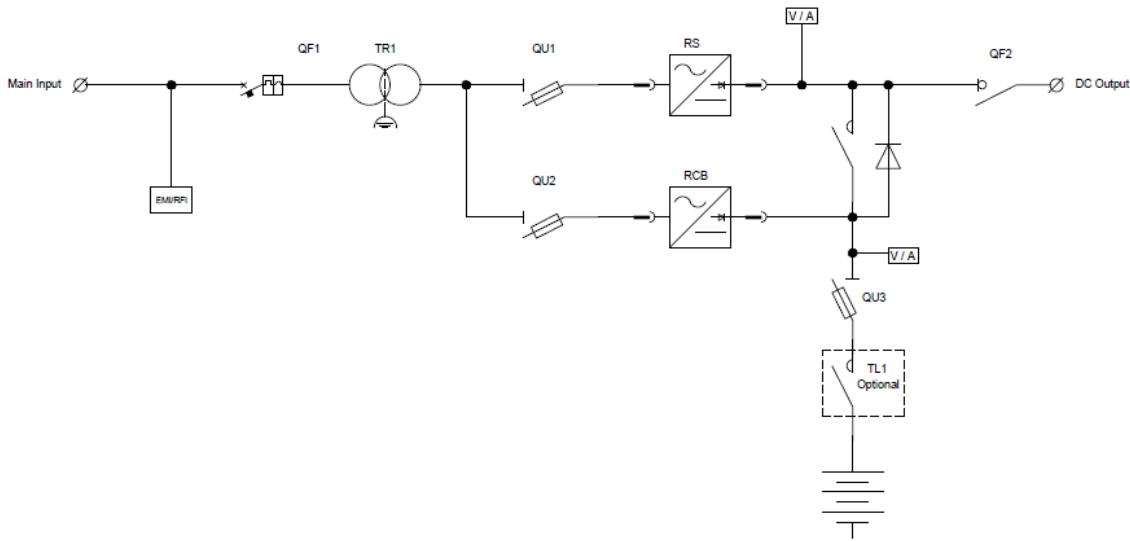 V / A
QF1
TR1
QU1
RS
QF2
Main Input
DC Output
EMI/RFI
QU2
RCB
V / A
QU3
TL1
Optional